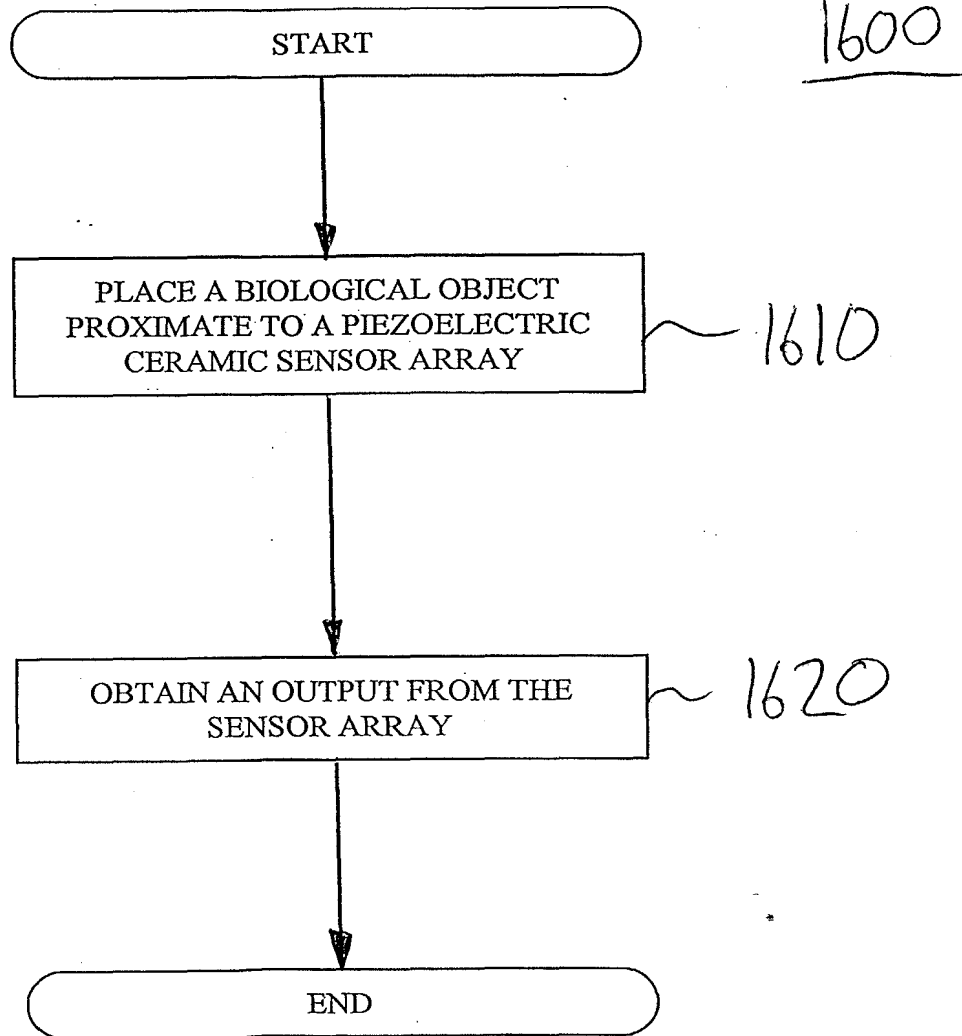 START
1600
PLACE A BIOLOGICAL OBJECT
PROXIMATE TO A PIEZOELECTRIC
CERAMIC SENSOR ARRAY
1610
OBTAIN AN OUTPUT FROM THE
SENSOR ARRAY
1620
END